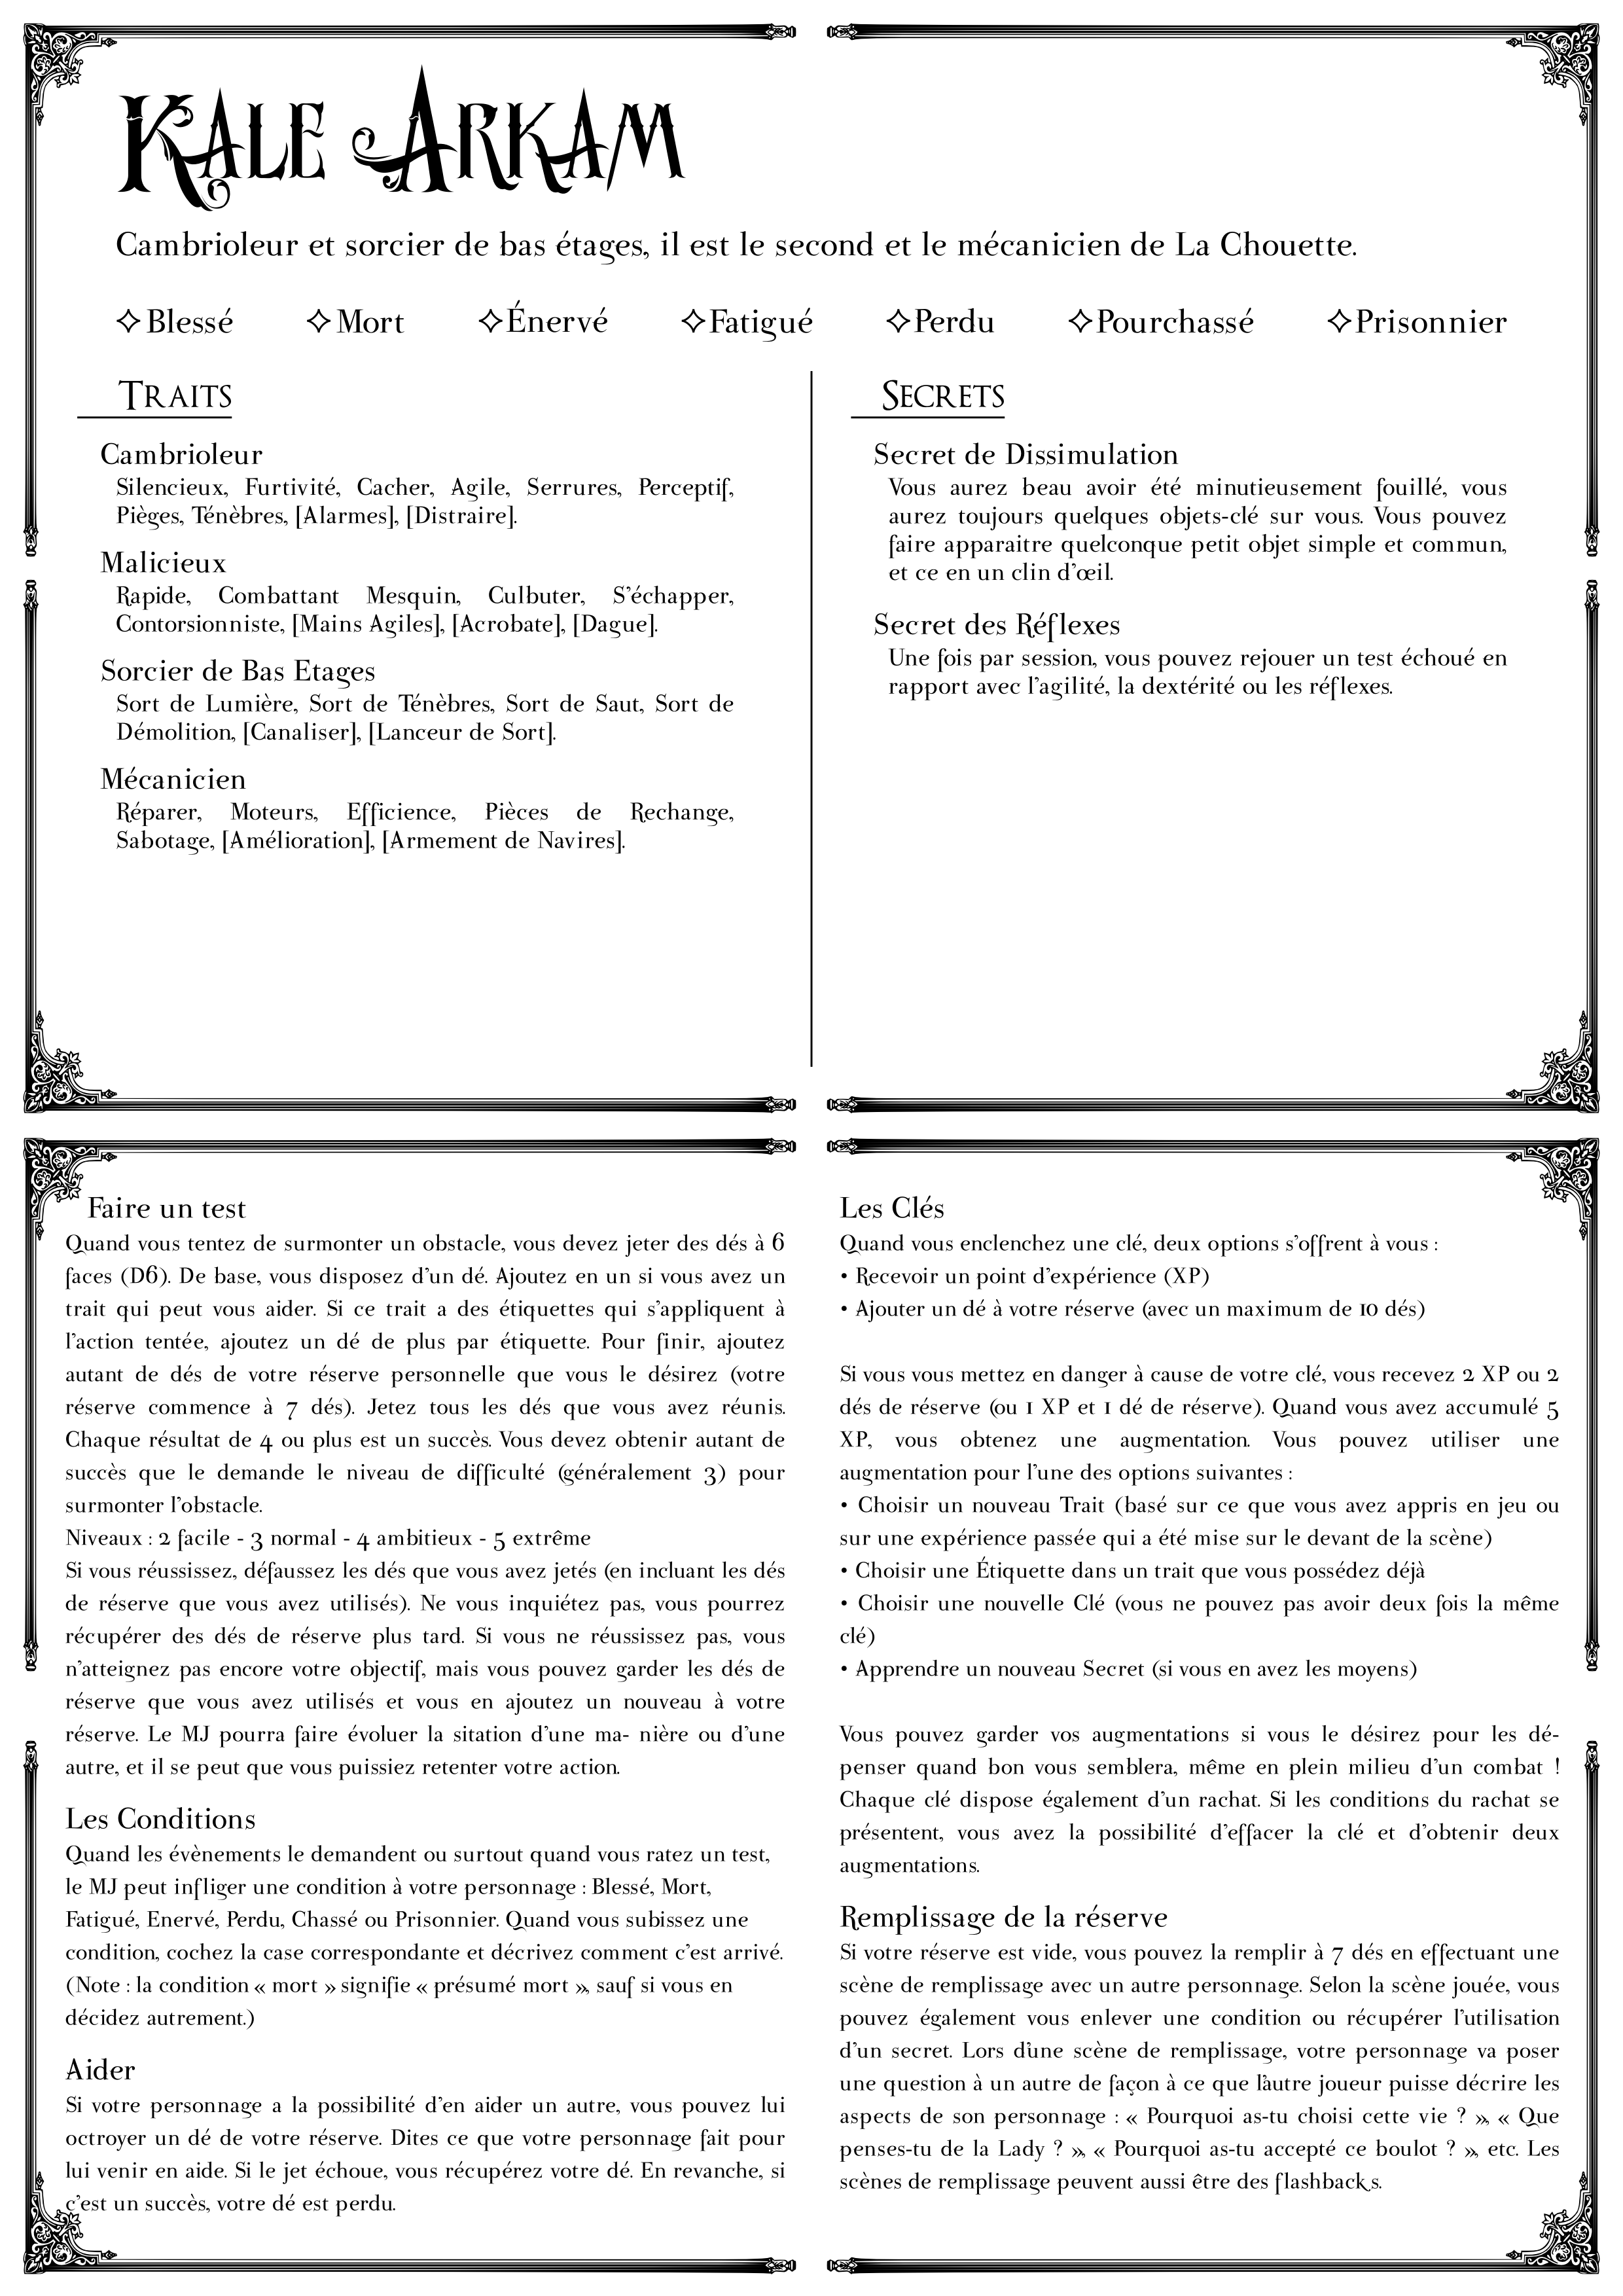 Kale Arkam
Cambrioleur et sorcier de bas étages, il est le second et le mécanicien de La Chouette.
Blessé Mort Énervé Fatigué Perdu Pourchassé Prisonnier
Traits
Cambrioleur
Silencieux, Furtivité, Cacher, Agile, Serrures, Perceptif,
Pièges, Ténèbres, [Alarmes], [Distraire].
Malicieux
Rapide, Combattant Mesquin, Culbuter, S'échapper,
Contorsionniste, [Mains Agiles], [Acrobate], [Dague].
Sorcier de Bas Etages
Sort de Lumière, Sort de Ténèbres, Sort de Saut, Sort de
Démolition, [Canaliser], [Lanceur de Sort].
Mécanicien
Réparer, Moteurs, Efficience, Pièces de Rechange,
Sabotage, [Amélioration], [Armement de Navires].
Secrets
Secret de Dissimulation
Vous aurez beau avoir été minutieusement fouillé, vous
aurez toujours quelques objets-clé sur vous. Vous pouvez
faire apparaitre quelconque petit objet simple et commun,
et ce en un clin d'œil.
Secret des Réflexes
Une fois par session, vous pouvez rejouer un test échoué en
rapport avec l'agilité, la dextérité ou les réflexes.
Faire un test
Quand vous tentez de surmonter un obstacle, vous devez jeter des dés à 6
faces (D6). De base, vous disposez d'un dé. Ajoutez en un si vous avez un
trait qui peut vous aider. Si ce trait a des étiquettes qui s'appliquent à
l'action tentée, ajoutez un dé de plus par étiquette. Pour finir, ajoutez
autant de dés de votre réserve personnelle que vous le désirez (votre
réserve commence à 7 dés). Jetez tous les dés que vous avez réunis.
Chaque résultat de 4 ou plus est un succès. Vous devez obtenir autant de
succès que le demande le niveau de difficulté (généralement 3) pour
surmonter l'obstacle.
Niveaux : 2 facile - 3 normal - 4 ambitieux - 5 extrême
Si vous réussissez, défaussez les dés que vous avez jetés (en incluant les dés
de réserve que vous avez utilisés). Ne vous inquiétez pas, vous pourrez
récupérer des dés de réserve plus tard. Si vous ne réussissez pas, vous
n'atteignez pas encore votre objectif, mais vous pouvez garder les dés de
réserve que vous avez utilisés et vous en ajoutez un nouveau à votre
réserve. Le MJ pourra faire évoluer la sitation d'une ma- nière ou d'une
autre, et il se peut que vous puissiez retenter votre action.
Les Conditions
Quand les évènements le demandent ou surtout quand vous ratez un test,
le MJ peut infliger une condition à votre personnage : Blessé, Mort,
Fatigué, Enervé, Perdu, Chassé ou Prisonnier. Quand vous subissez une
condition, cochez la case correspondante et décrivez comment c'est arrivé.
(Note : la condition « mort » signifie « présumé mort », sauf si vous en
décidez autrement.)
Aider
Si votre personnage a la possibilité d'en aider un autre, vous pouvez lui
octroyer un dé de votre réserve. Dites ce que votre personnage fait pour
lui venir en aide. Si le jet échoue, vous récupérez votre dé. En revanche, si
c'est un succès, votre dé est perdu.
Les Clés
Quand vous enclenchez une clé, deux options s'offrent à vous :
• Recevoir un point d'expérience (XP)
• Ajouter un dé à votre réserve (avec un maximum de 10 dés)
Si vous vous mettez en danger à cause de votre clé, vous recevez 2 XP ou 2
dés de réserve (ou 1 XP et 1 dé de réserve). Quand vous avez accumulé 5
XP, vous obtenez une augmentation. Vous pouvez utiliser une
augmentation pour l'une des options suivantes :
• Choisir un nouveau Trait (basé sur ce que vous avez appris en jeu ou
sur une expérience passée qui a été mise sur le devant de la scène)
• Choisir une Étiquette dans un trait que vous possédez déjà
• Choisir une nouvelle Clé (vous ne pouvez pas avoir deux fois la même
clé)
• Apprendre un nouveau Secret (si vous en avez les moyens)
Vous pouvez garder vos augmentations si vous le désirez pour les dé-
penser quand bon vous semblera, même en plein milieu d'un combat !
Chaque clé dispose également d'un rachat. Si les conditions du rachat se
présentent, vous avez la possibilité d'effacer la clé et d'obtenir deux
augmentations.
Remplissage de la réserve
Si votre réserve est vide, vous pouvez la remplir à 7 dés en effectuant une
scène de remplissage avec un autre personnage. Selon la scène jouée, vous
pouvez également vous enlever une condition ou récupérer l'utilisation
d'un secret. Lors d'une scène de remplissage, votre personnage va poser
une question à un autre de façon à ce que l'autre joueur puisse décrire les
aspects de son personnage : « Pourquoi as-tu choisi cette vie ? », « Que
penses-tu de la Lady ? », « Pourquoi as-tu accepté ce boulot ? », etc. Les
scènes de remplissage peuvent aussi être des flashbacks.